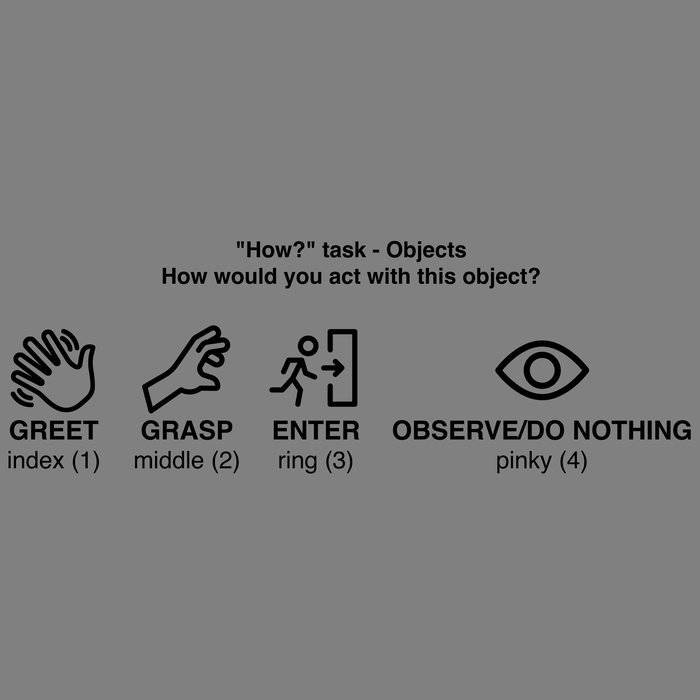 "How?" task - Objects
How would you act with this object?
GREET GRASP ENTER OBSERVE/DO NOTHING
index (1) middle (2) ring (3) pinky (4)